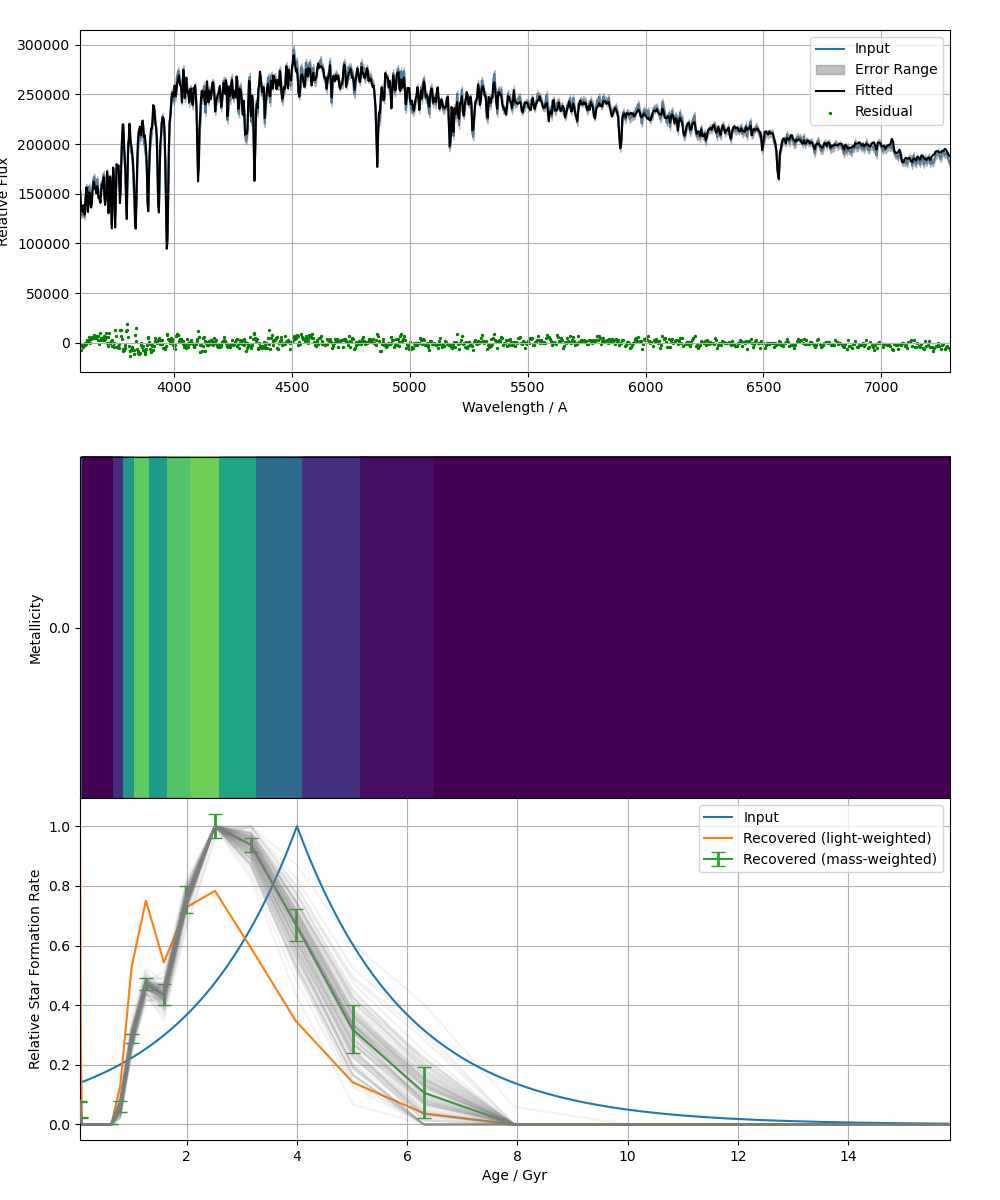 300000
250000
200000
150000
100000
50000
0
Relative Flux
Input
Error Range
Fitted
Residual
4000 4500 5000 5500 6000 6500 7000
Wavelength / A
Metallicity
0.0
1.0
0.8
0.6
0.4
0.2
0.0
Relative Star Formation Rate
Input
Recovered (light-weighted)
Recovered (mass-weighted)
2 4 6 8 10 12 14
Age / Gyr